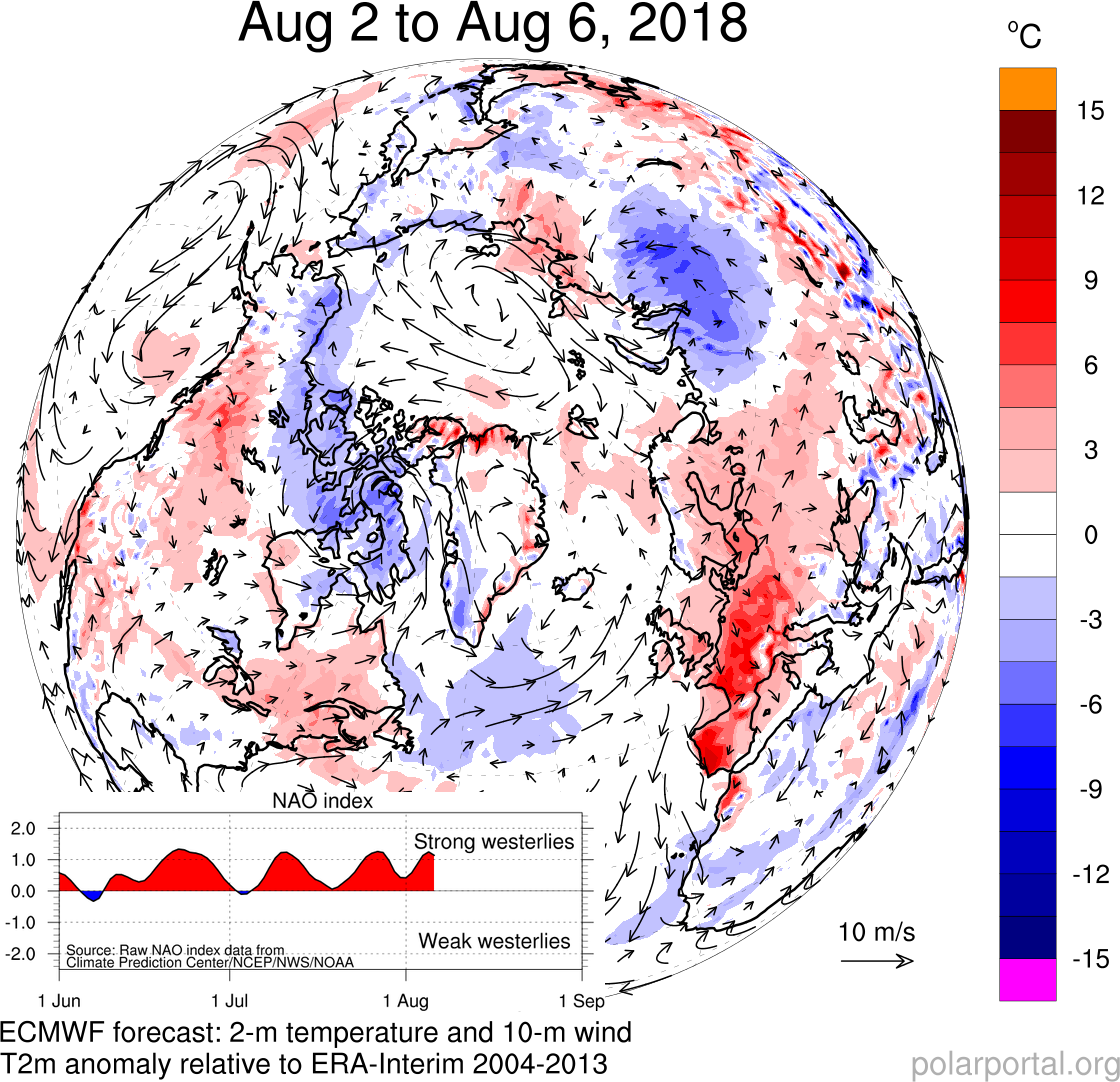 Aug 2 to Aug 6, 2018
°C
15
12
9
6
3
0
-3
-6
-9
-12
-15
10 m/s
NAO index
2.0
1.0
0.0
-1.0
-2.0
Strong westerlies
Weak westerlies
Source: Raw NAO index data from
Climate Prediction Center/NCEP/NWS/NOAA
1 Jun
1 Jul
1 Aug
1 Sep
ECMWF forecast: 2-m temperature and 10-m wind
T2m anomaly relative to ERA-Interim 2004-2013
polarportal.org